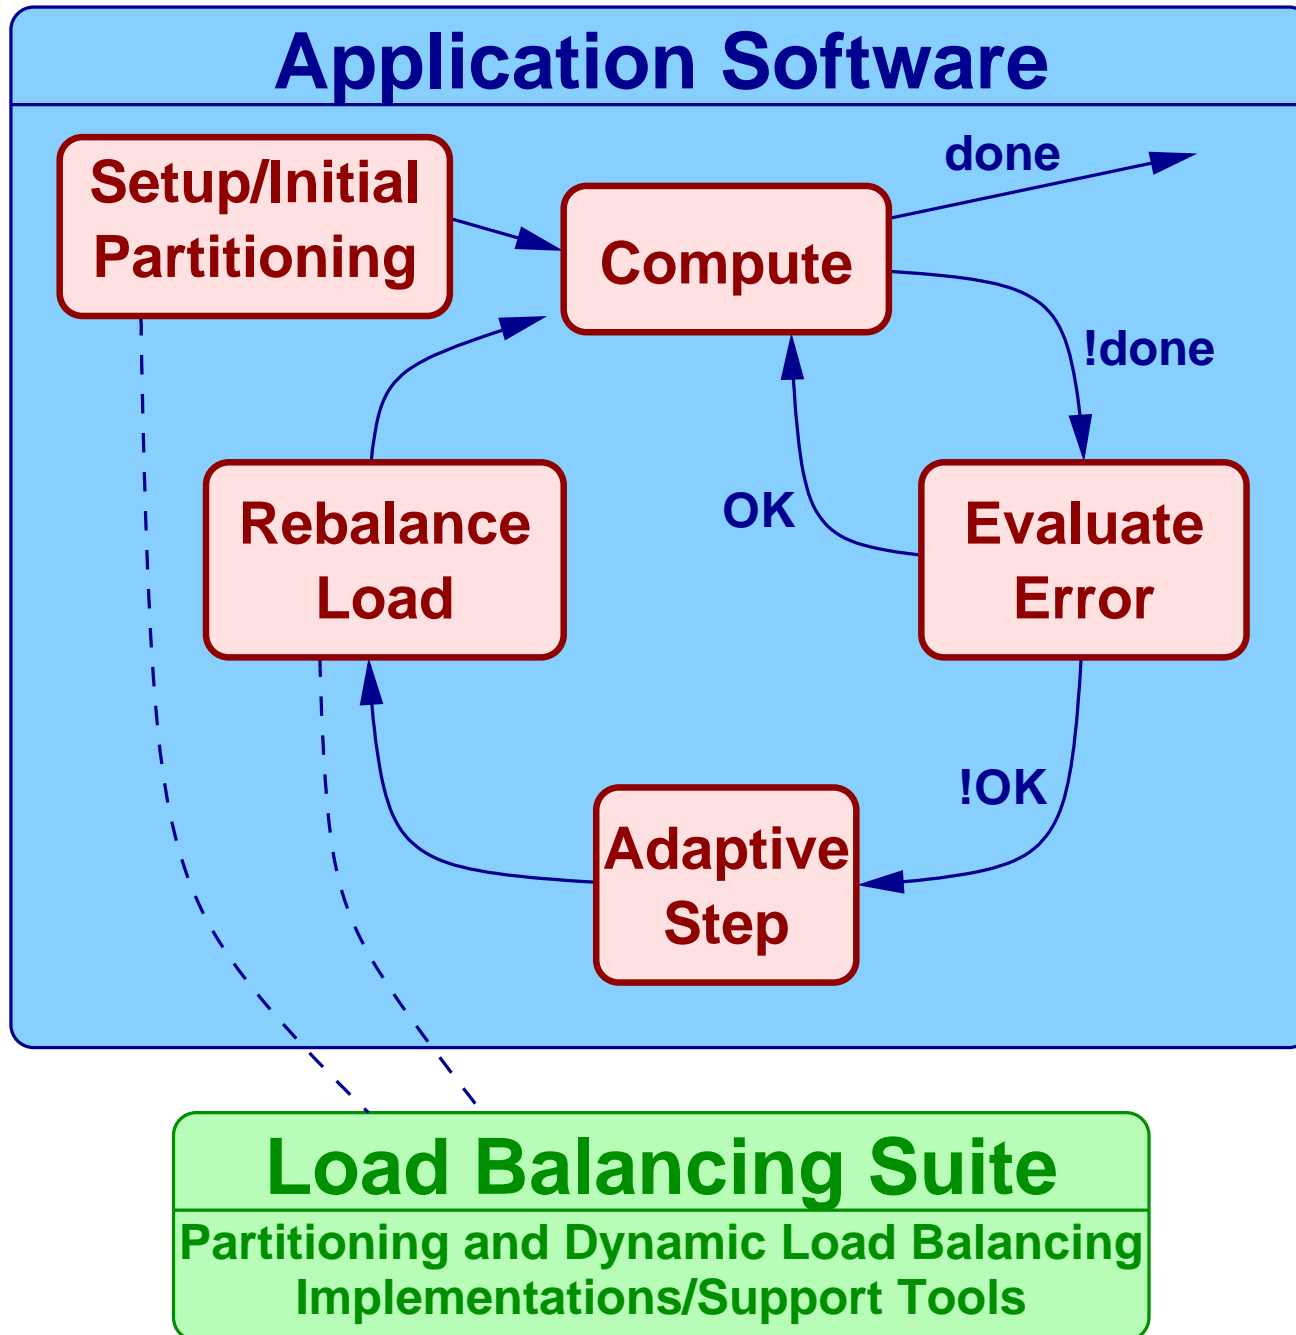 Application Software
Setup/Initial
Partitioning
Compute
done
!done
OK
Rebalance
Load
Evaluate
Error
!OK
Adaptive
Step
Load Balancing Suite
Partitioning and Dynamic Load Balancing
Implementations/Support Tools